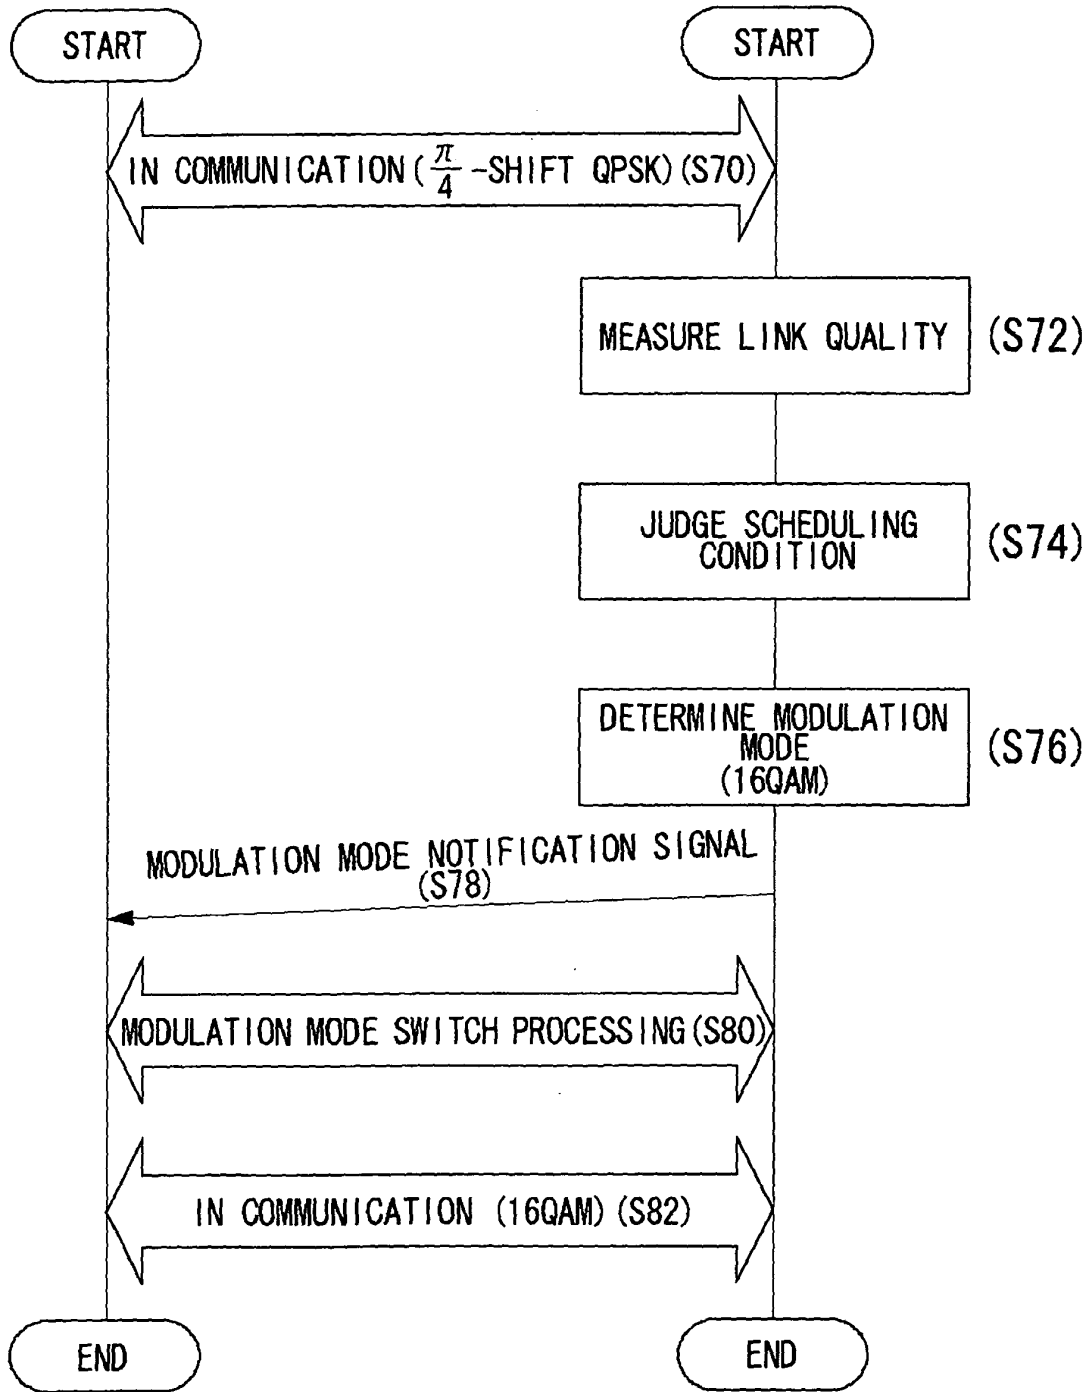 START
START
IN COMMUNICATION (π/4 -SHIFT QPSK) (S70)
MEASURE LINK QUALITY
(S72)
JUDGE SCHEDULING
CONDITION
(S74)
DETERMINE MODULATION
MODE
(16QAM)
(S76)
MODULATION MODE NOTIFICATION SIGNAL
(S78)
MODULATION MODE SWITCH PROCESSING (S80)
IN COMMUNICATION (16QAM) (S82)
END
END